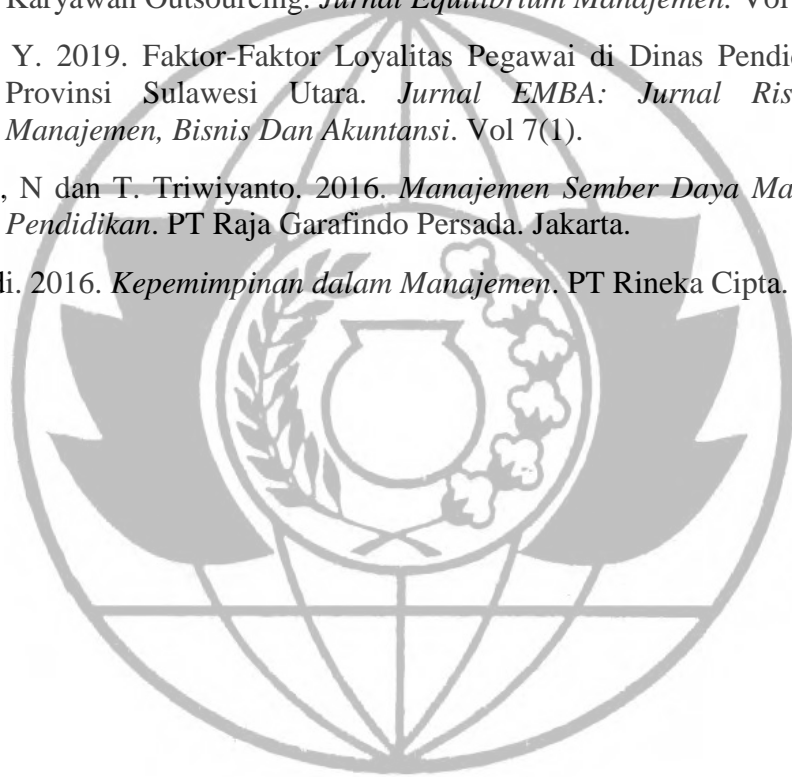 Karyawan Outsourcing. Jurnal Equilibrium Manajemen. Vol
Y. 2019. Faktor-Faktor Loyalitas Pegawai di Dinas Pendid
Provinsi Sulawesi Utara. Jurnal EMBA: Jurnal Ris
Manajemen, Bisnis Dan Akuntansi. Vol 7(1).
, N dan T. Triwiyanto. 2016. Manajemen Sember Daya Ma
Pendidikan. PT Raja Garafindo Persada. Jakarta.
di. 2016. Kepemimpinan dalam Manajemen. PT Rineka Cipta.